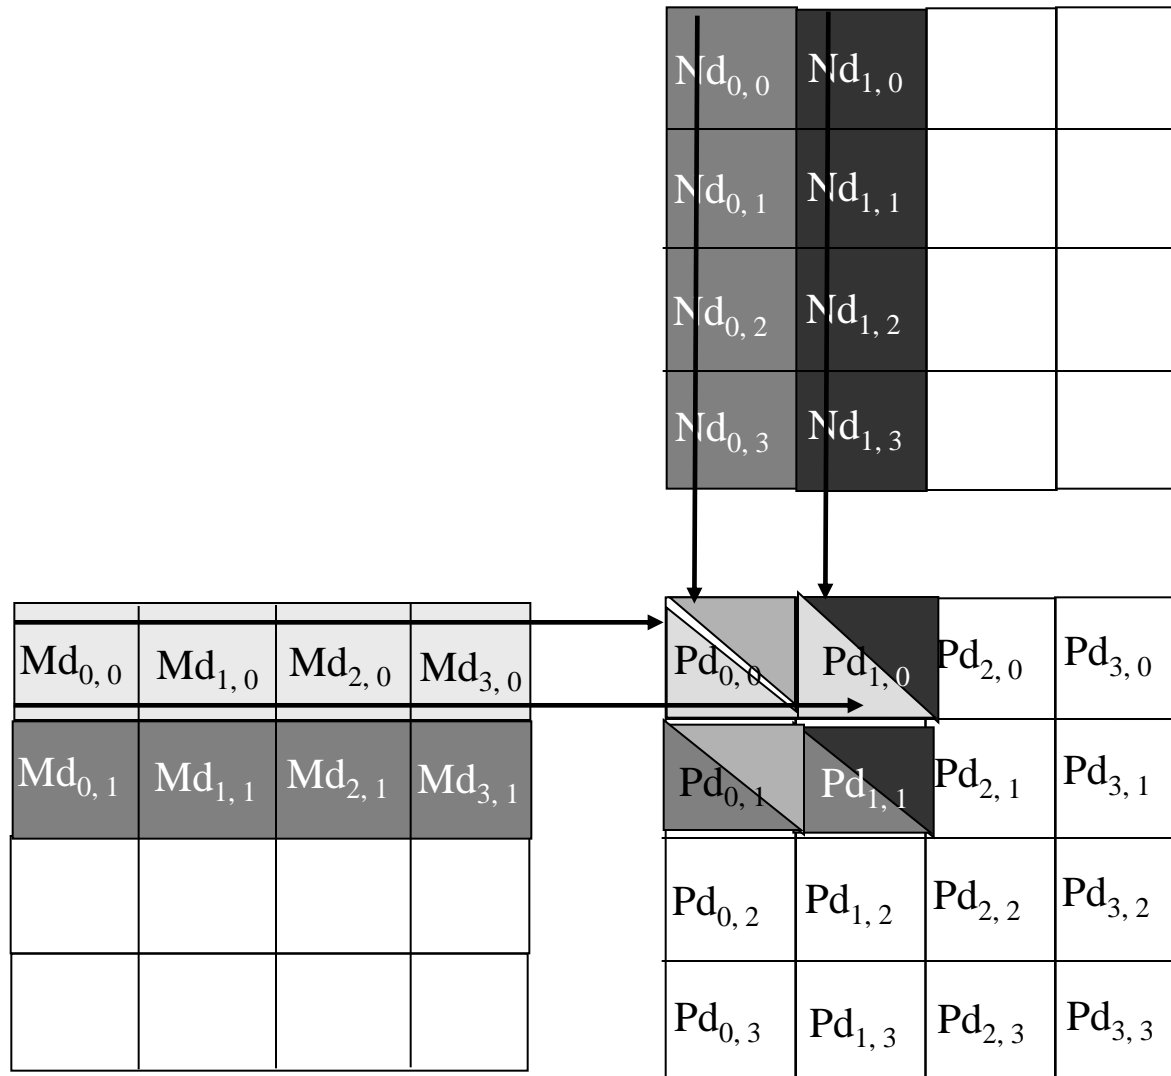 Nd0, 0 Nd1, 0
Nd0, 1 Nd1, 1
Nd0, 2 Nd1, 2
Nd0, 3 Nd1, 3
Md0, 0 Md1, 0 Md2, 0 Md3, 0 Pd0, 0 Pd1, 0 Pd2, 0 Pd3, 0
Md0, 1 Md1, 1 Md2, 1 Md3, 1 Pd0, 1 Pd1, 1 Pd2, 1 Pd3, 1
Pd0, 2 Pd1, 2 Pd2, 2 Pd3, 2
Pd0, 3 Pd1, 3 Pd2, 3 Pd3, 3